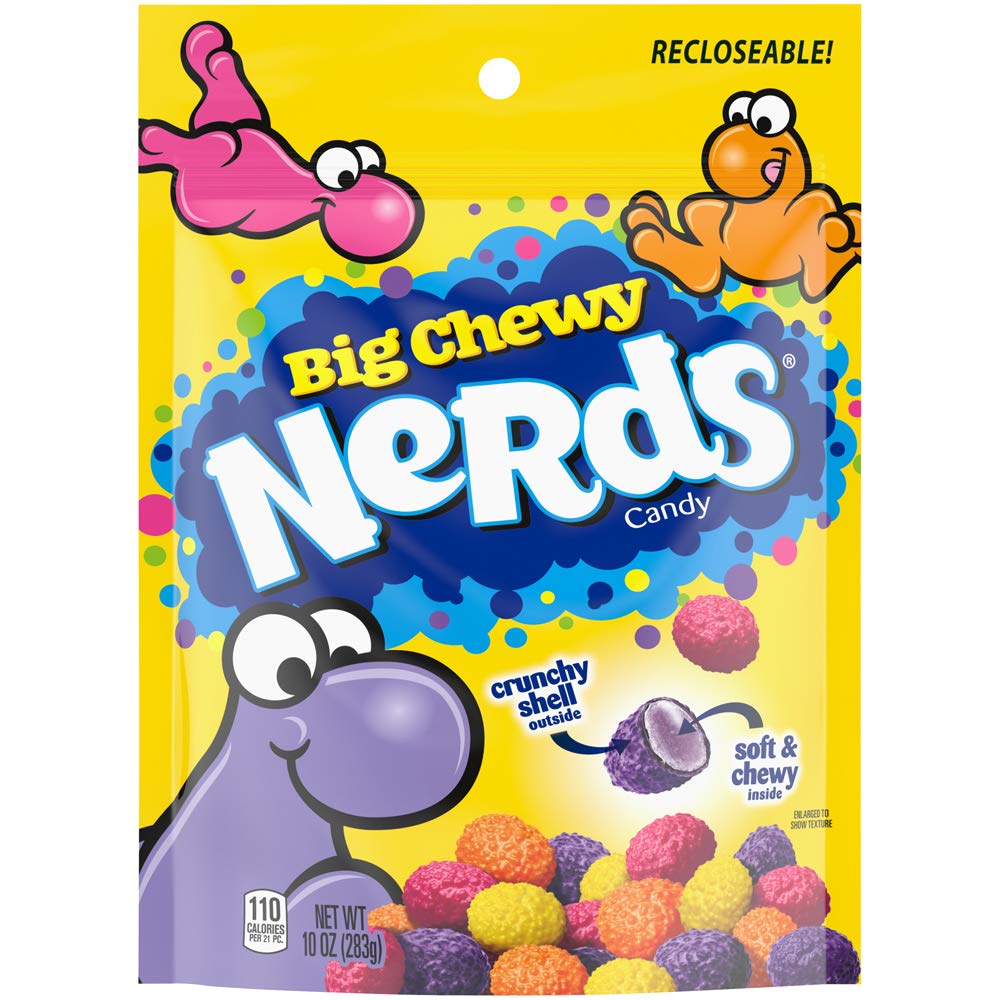 RECLOSEABLE!
Big Chewy
NeRdS®
Candy
crunchy
shell
outside
soft &
chewy
inside
ENLARGED TO
SHOW TEXTURE
110
CALORIES
PER 21 PC.
NET WT
10 OZ (283g)